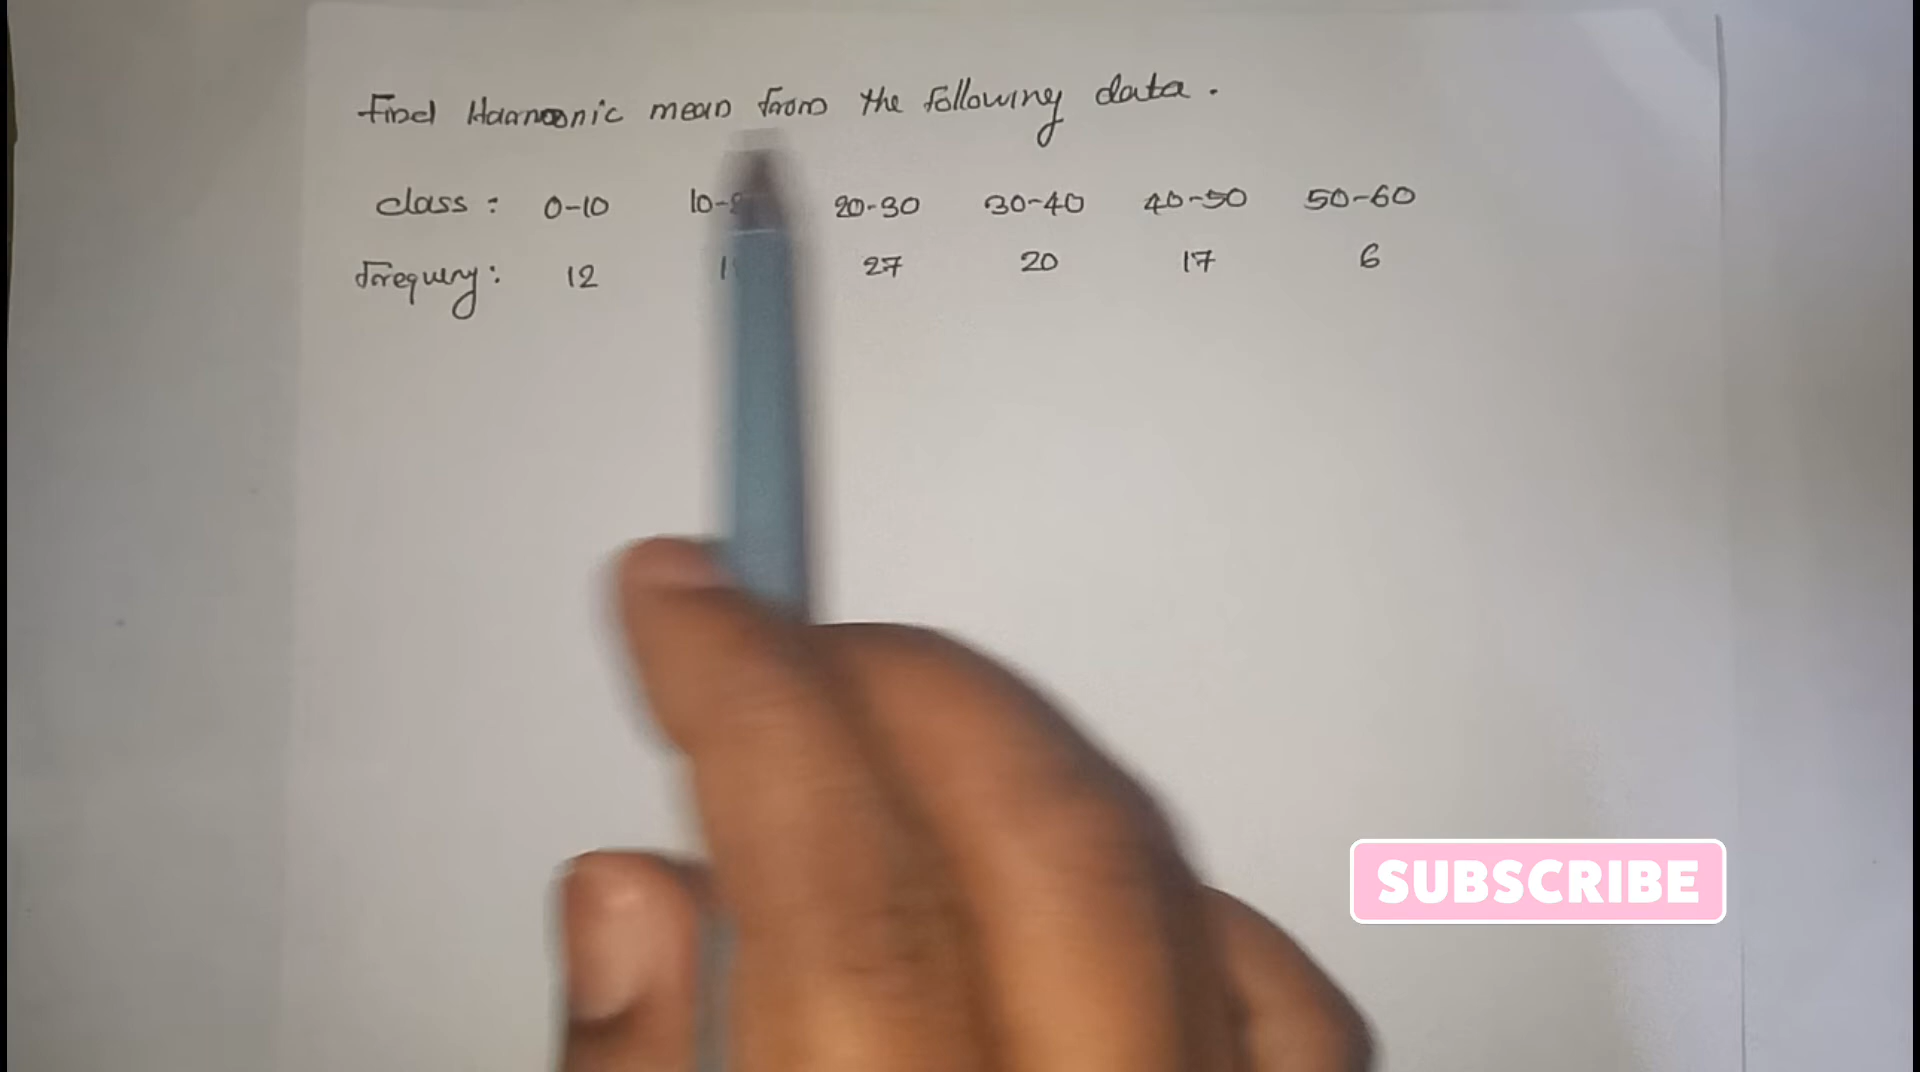 Find Harmonic mean from the following data.
class: 0-10 20-30 30-40 40-50 50-60
frequency: 12 27 20 17 6
SUBSCRIBE